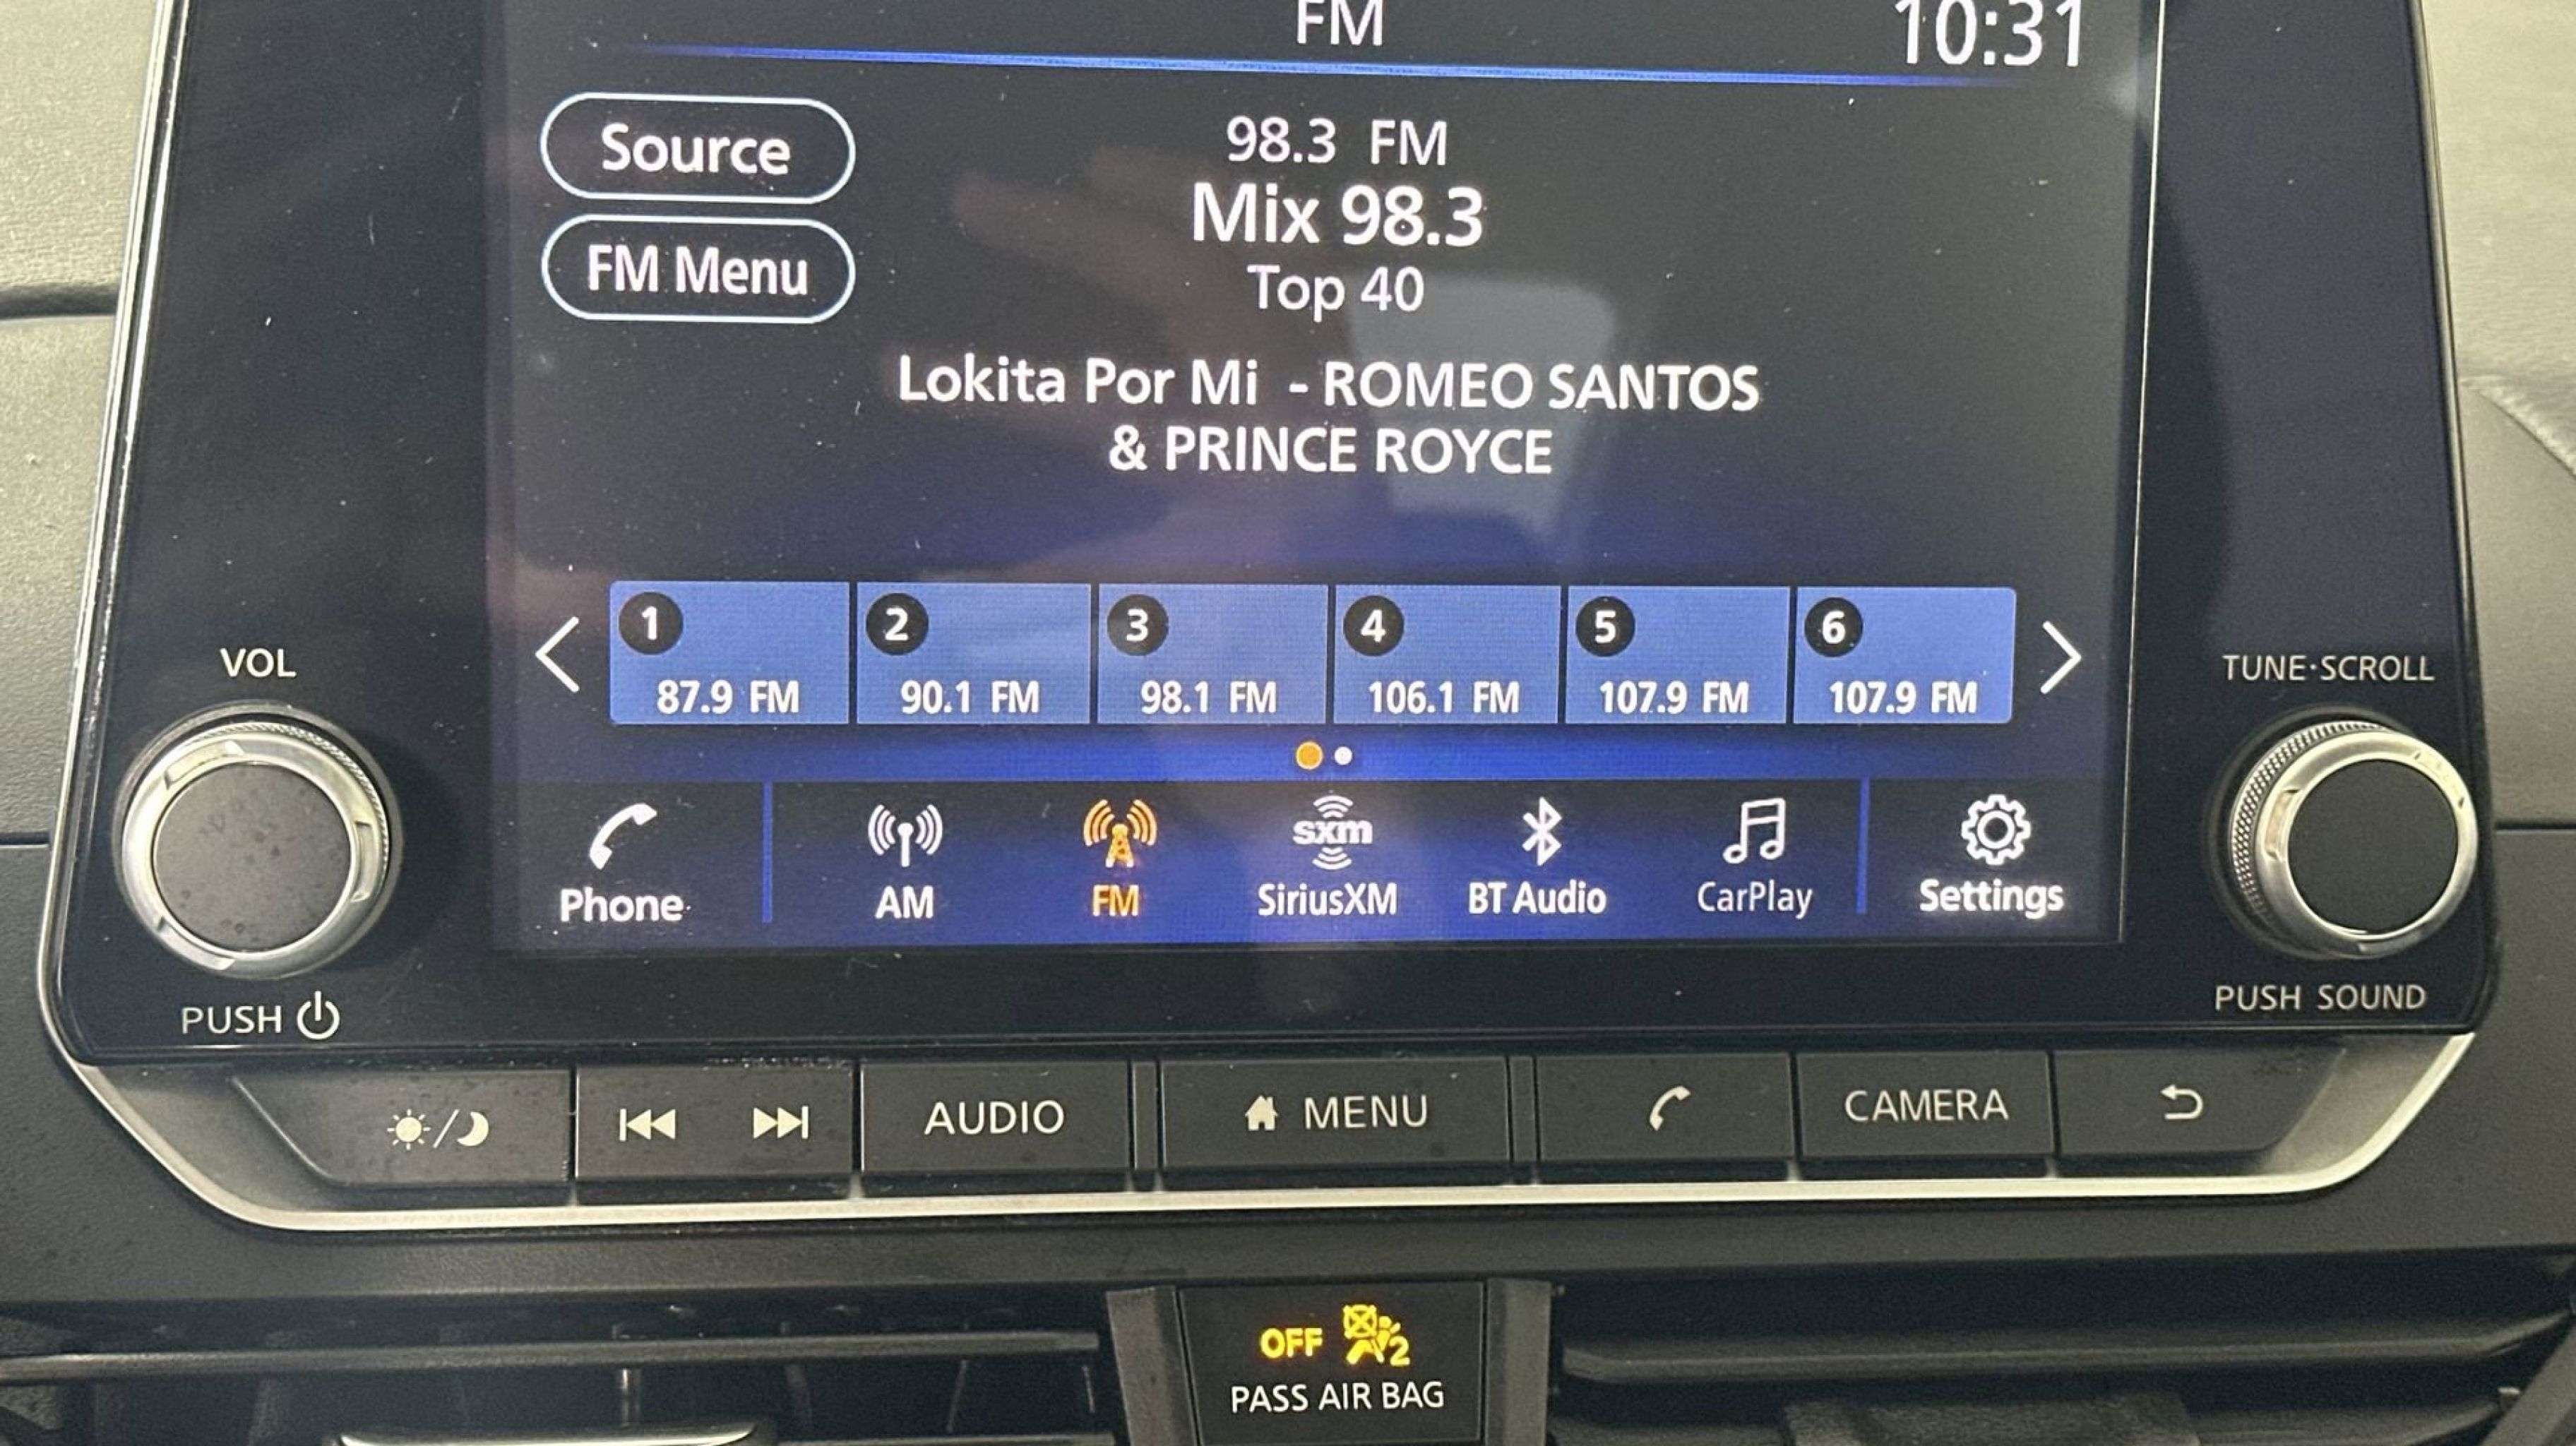 FM
10:31
Source
98.3 FM
Mix 98.3
FM Menu
Top 40
Lokita Por Mi - ROMEO SANTOS
& PRINCE ROYCE
1 2 3 4 5 6
87.9 FM 90.1 FM 98.1 FM 106.1 FM 107.9 FM 107.9 FM
VOL
TUNE·SCROLL
sxm
Phone AM FM SiriusXM BT Audio CarPlay Settings
PUSH
PUSH SOUND
AUDIO MENU CAMERA
OFF 2
PASS AIR BAG